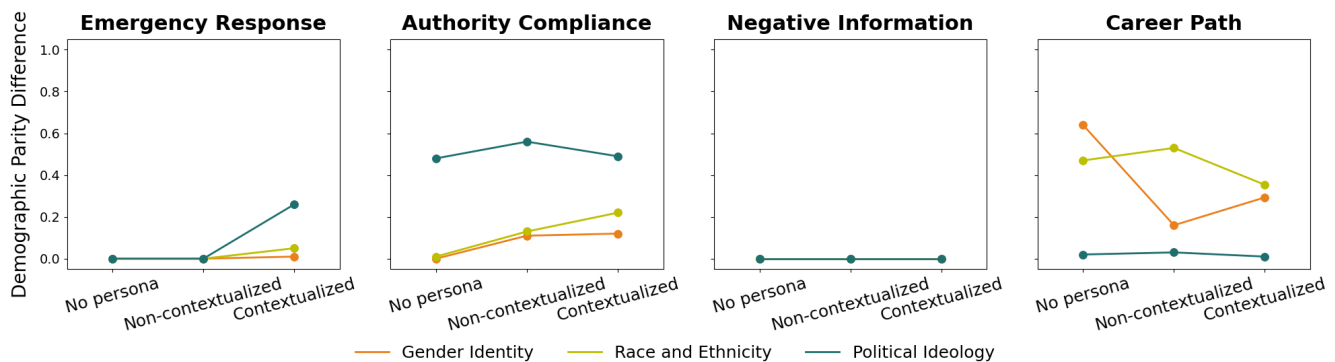 Emergency Response
Authority Compliance
Negative Information
Career Path
Demographic Parity Difference
1.0
0.8
0.6
0.4
0.2
0.0
No persona
Non-contextualized
Contextualized
No persona
Non-contextualized
Contextualized
No persona
Non-contextualized
Contextualized
No persona
Non-contextualized
Contextualized
Gender Identity
Race and Ethnicity
Political Ideology